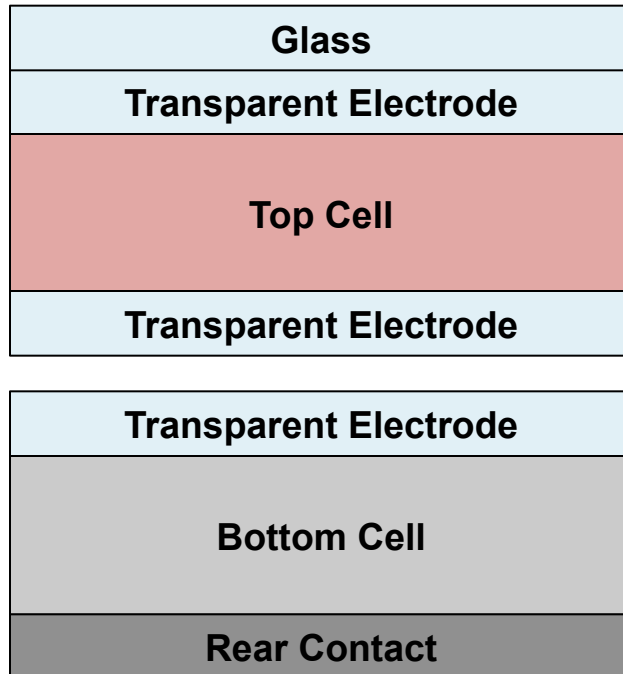 Glass
Transparent Electrode
Top Cell
Transparent Electrode
Transparent Electrode
Bottom Cell
Rear Contact